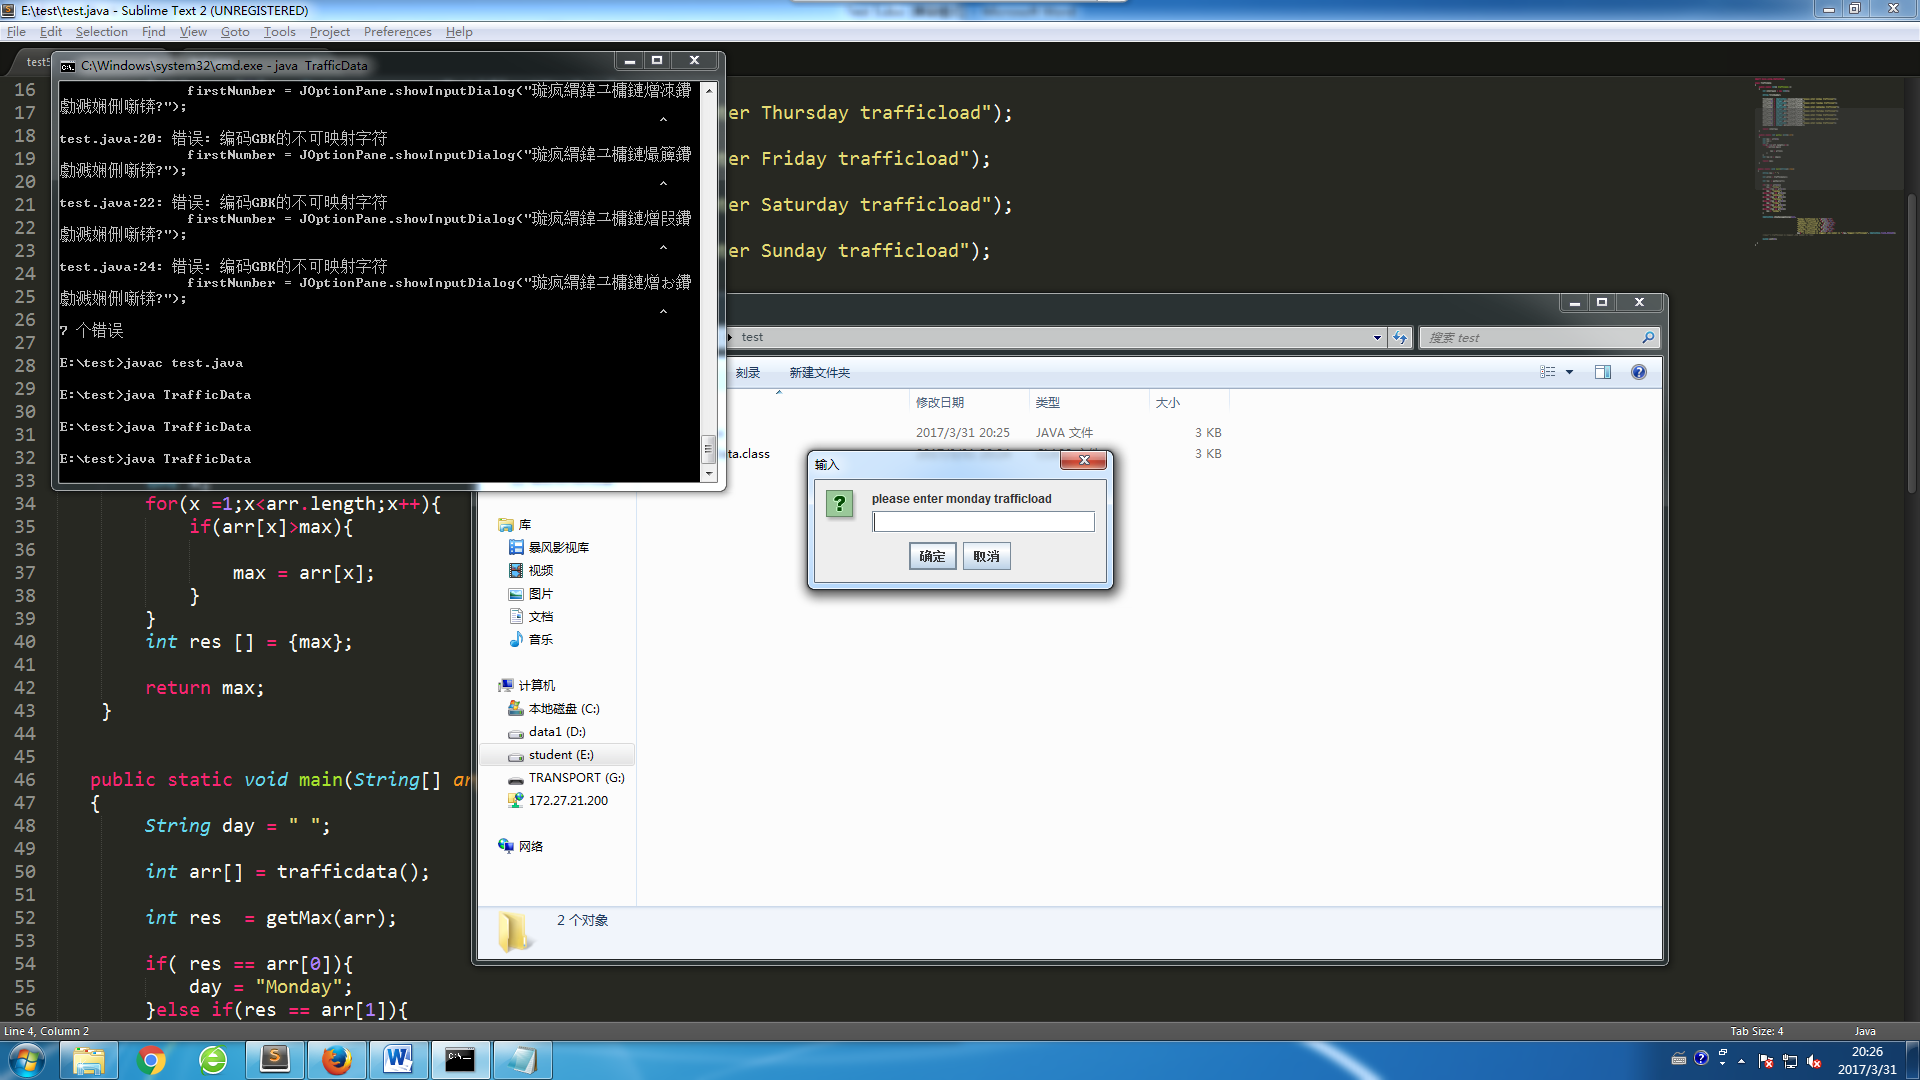 E:\test\test.java - Sublime Text 2 (UNREGISTERED)
File Edit Selection Find View Goto Tools Project Preferences Help
C:\Windows\system32\cmd.exe - java TrafficData
firstNumber = JOptionPane.showInputDialog("
test.java:20: 错误: 编码GBK的不可映射字符
firstNumber = JOptionPane.showInputDialog("
test.java:22: 错误: 编码GBK的不可映射字符
firstNumber = JOptionPane.showInputDialog("
test.java:24: 错误: 编码GBK的不可映射字符
firstNumber = JOptionPane.showInputDialog("
7 个错误
E:\test>javac test.java
E:\test>java TrafficData
E:\test>java TrafficData
E:\test>java TrafficData
16
17 er Thursday trafficload");
18
19 er Friday trafficload");
20
21 er Saturday trafficload");
22
23 er Sunday trafficload");
24
25
26
27
28
29
30
31
32
33
34 for(x =1;x<arr.length;x++){
35 if(arr[x]>max){
36
37 max = arr[x];
38 }
39 }
40 int res [] = {max};
41
42 return max;
43 }
44
45
46 public static void main(String[] ar
47 {
48 String day = " ";
49
50 int arr[] = trafficdata();
51
52 int res = getMax(arr);
53
54 if( res == arr[0]){
55 day = "Monday";
56 }else if(res == arr[1]){
test
搜索 test
刻录 新建文件夹
修改日期 类型 大小
2017/3/31 20:25 JAVA 文件 3 KB
ta.class 3 KB
库
暴风影视库
视频
图片
文档
音乐
计算机
本地磁盘 (C:)
data1 (D:)
student (E:)
TRANSPORT (G:)
172.27.21.200
网络
2 个对象
输入
please enter monday trafficload
确定 取消
Line 4, Column 2 Tab Size: 4 Java
20:26
2017/3/31